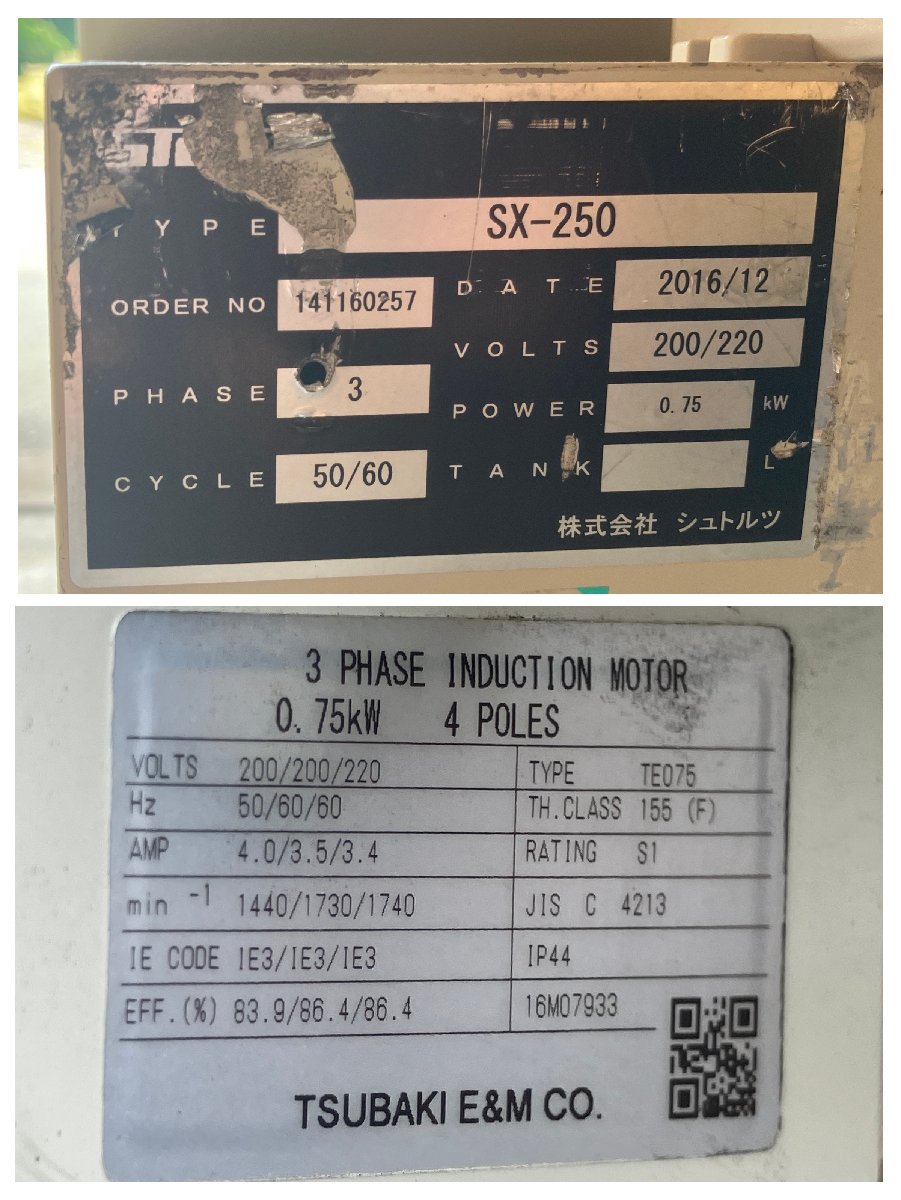 TYPE SX-250
ORDER NO 141160257 DATE 2016/12
VOLTS 200/220
PHASE 3 POWER 0.75 kW
CYCLE 50/60 TANK L
株式会社 シュトルツ
3 PHASE INDUCTION MOTOR
0.75kW 4 POLES
VOLTS 200/200/220 TYPE TE075
Hz 50/60/60 TH.CLASS 155 (F)
AMP 4.0/3.5/3.4 RATING S1
min -1 1440/1730/1740 JIS C 4213
IE CODE IE3/IE3/IE3 IP44
EFF.(%) 83.9/86.4/86.4 16M07933
TSUBAKI E&M CO.